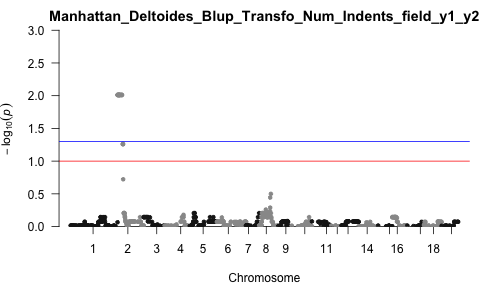 Manhattan_Deltoides_Blup_Transfo_Num_Indents_field_y1_y2
3.0
2.5
2.0
1.5
1.0
0.5
0.0
− log₁₀(p)
1 2 3 4 5 6 7 8 9 11 14 16 18
Chromosome